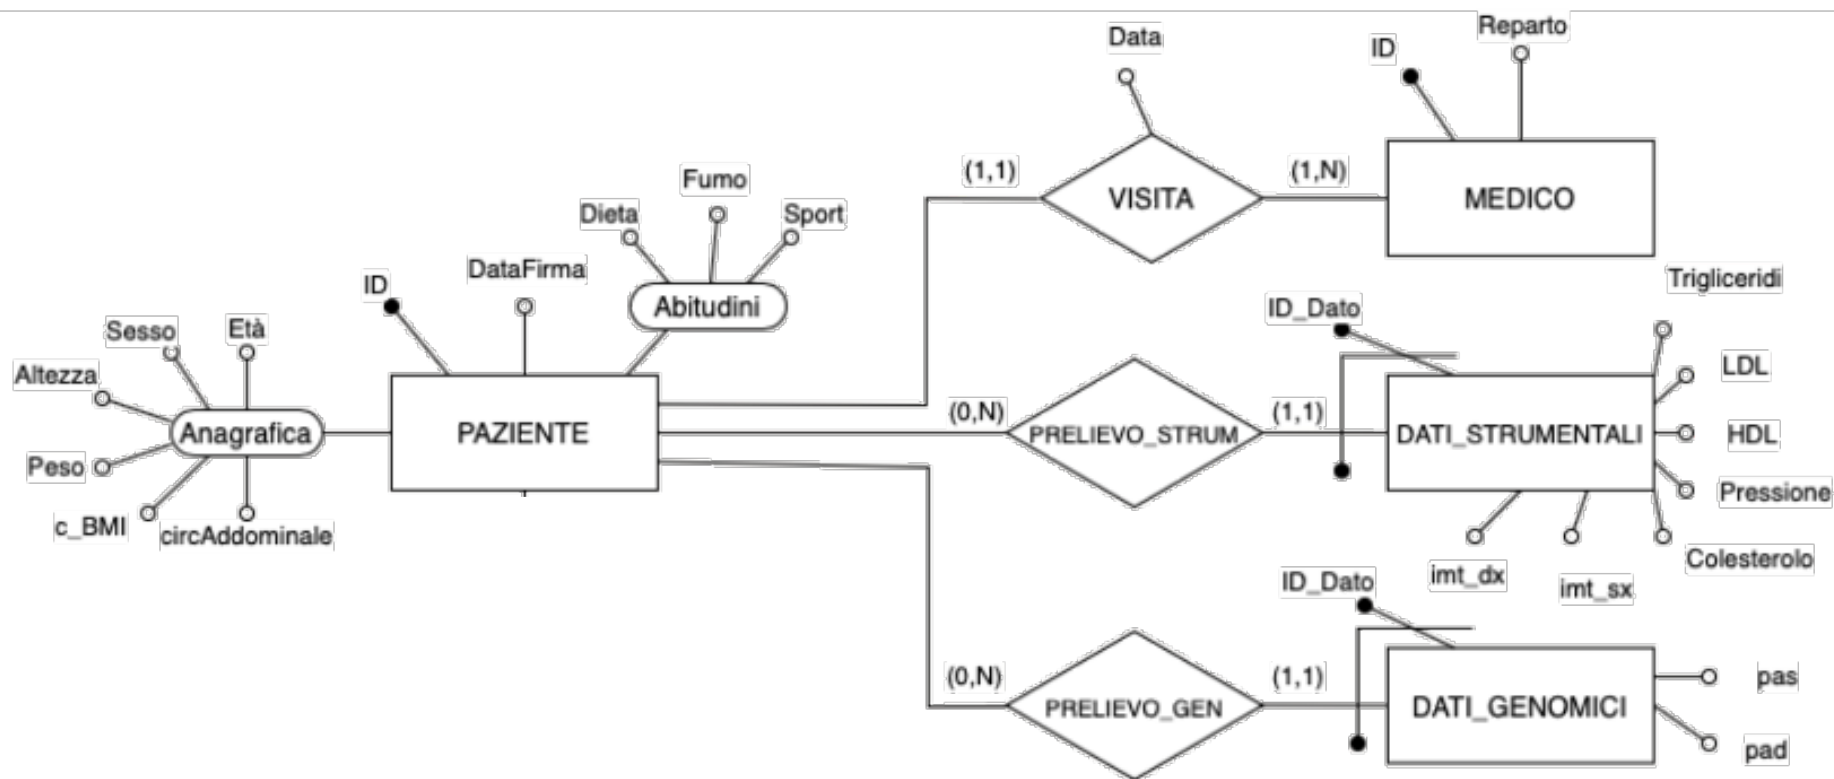 Data
ID
Reparto
(1,1)
VISITA
(1,N)
MEDICO
Fumo
Dieta
Sport
ID
DataFirma
Abitudini
Sesso
Età
Altezza
Anagrafica
Peso
c_BMI
circAddominale
PAZIENTE
(0,N)
PRELIEVO_STRUM
(1,1)
ID_Dato
DATI_STRUMENTALI
Trigliceridi
LDL
HDL
Pressione
Colesterolo
imt_dx
imt_sx
(0,N)
PRELIEVO_GEN
(1,1)
ID_Dato
DATI_GENOMICI
pas
pad